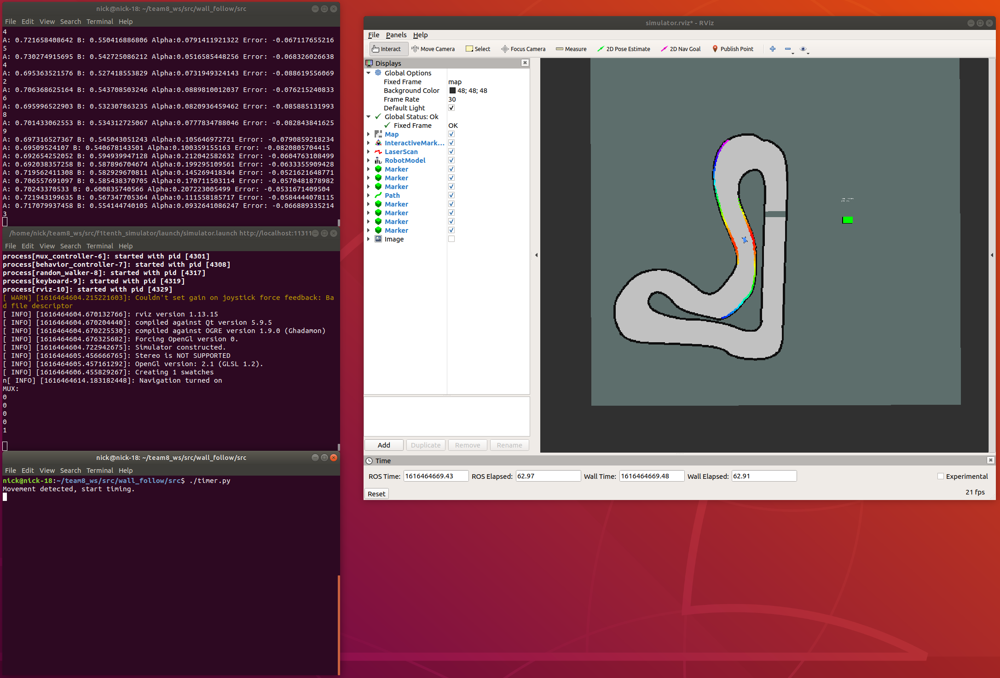 nick@nick-18: ~/team8_ws/src/wall_follow/src
File Edit View Search Terminal Help
4
A: 0.721658408642 B: 0.550416886806 Alpha:0.0791411921322 Error: -0.067117655216
5
A: 0.730274915695 B: 0.542725086212 Alpha:0.0516585448256 Error: -0.068326026638
4
A: 0.695363521576 B: 0.527418553829 Alpha:0.0731949324143 Error: -0.088619556069
2
A: 0.706368625164 B: 0.543708503246 Alpha:0.0889810012037 Error: -0.076215240833
6
A: 0.695996522903 B: 0.532307863235 Alpha:0.0820936459462 Error: -0.085885131993
8
A: 0.701433062553 B: 0.534312725067 Alpha:0.0777834788046 Error: -0.082843841625
9
A: 0.697316527367 B: 0.545043051243 Alpha:0.105646972721 Error: -0.0790859218234
A: 0.69509524107 B: 0.540678143501 Alpha:0.100359155163 Error: -0.0820805704415
A: 0.692654252052 B: 0.594939947128 Alpha:0.212042582632 Error: -0.0604763108499
A: 0.692038357258 B: 0.587896704674 Alpha:0.199295109561 Error: -0.0633355909428
A: 0.719562411308 B: 0.582929670811 Alpha:0.145269418344 Error: -0.0521621648771
A: 0.706557691097 B: 0.585438370705 Alpha:0.170711503114 Error: -0.0570481878982
A: 0.70243370533 B: 0.600835740566 Alpha:0.207223005499 Error: -0.0531671409504
A: 0.721943199635 B: 0.567347705364 Alpha:0.111558185717 Error: -0.0584444078115
A: 0.717079937458 B: 0.554144740105 Alpha:0.0932641086247 Error: -0.066889335214
3
/home/nick/team8_ws/src/f1tenth_simulator/launch/simulator.launch http://localhost:11311
File Edit View Search Terminal Help
process[mux_controller-6]: started with pid [4301]
process[behavior_controller-7]: started with pid [4308]
process[random_walker-8]: started with pid [4317]
process[keyboard-9]: started with pid [4319]
process[rviz-10]: started with pid [4329]
[ WARN] [1616464604.215221603]: Couldn't set gain on joystick force feedback: Ba
d file descriptor
[ INFO] [1616464604.670132766]: rviz version 1.13.15
[ INFO] [1616464604.670204440]: compiled against Qt version 5.9.5
[ INFO] [1616464604.670225530]: compiled against OGRE version 1.9.0 (Ghadamon)
[ INFO] [1616464604.676325682]: Forcing OpenGl version 0.
[ INFO] [1616464604.722942675]: Simulator constructed.
[ INFO] [1616464605.456666765]: Stereo is NOT SUPPORTED
[ INFO] [1616464605.457161292]: OpenGl version: 2.1 (GLSL 1.2).
[ INFO] [1616464606.455829267]: Creating 1 swatches
n[ INFO] [1616464614.183182448]: Navigation turned on
MUX:
0
0
0
0
1
nick@nick-18: ~/team8_ws/src/wall_follow/src
File Edit View Search Terminal Help
nick@nick-18:~/team8_ws/src/wall_follow/src$ ./timer.py
Movement detected, start timing.
simulator.rviz* - RViz
File Panels Help
Interact Move Camera Select Focus Camera Measure 2D Pose Estimate 2D Nav Goal Publish Point
Displays
Global Options
Fixed Frame map
Background Color 48; 48; 48
Frame Rate 30
Default Light
Global Status: Ok
Fixed Frame OK
Map
InteractiveMark...
LaserScan
RobotModel
Marker
Marker
Marker
Path
Marker
Marker
Marker
Marker
Image
Add Duplicate Remove Rename
Time
ROS Time: 1616464669.43 ROS Elapsed: 62.97 Wall Time: 1616464669.48 Wall Elapsed: 62.91 Experimental
Reset 21 fps